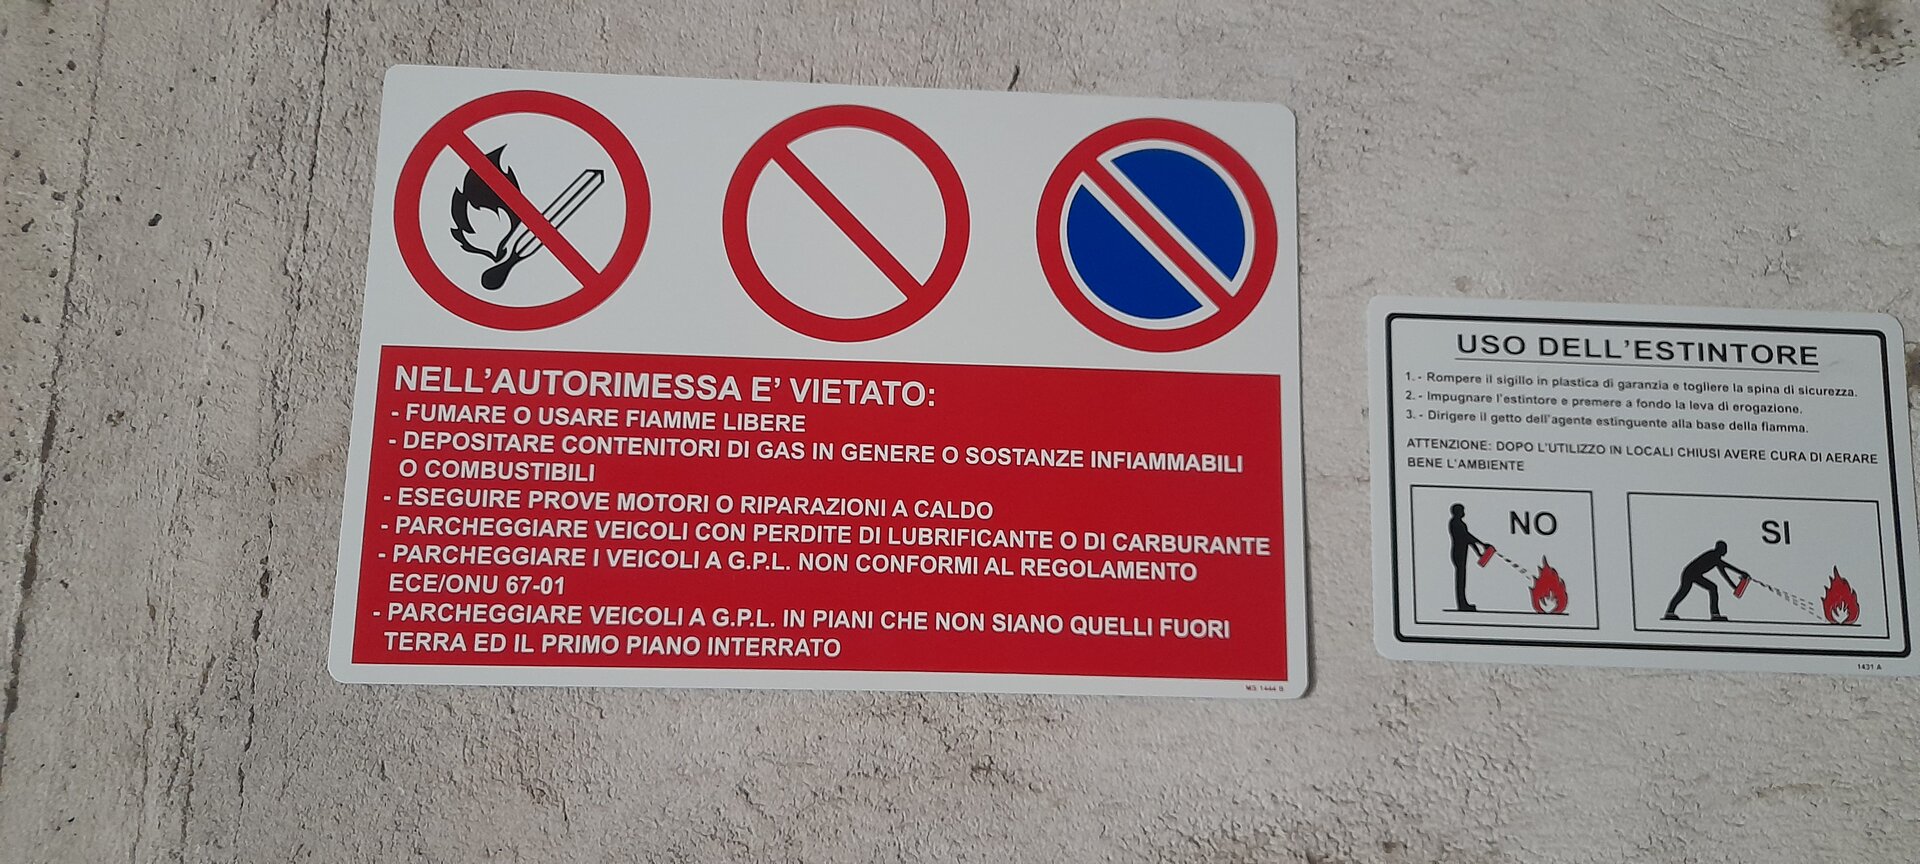 NELL'AUTORIMESSA E' VIETATO:
- FUMARE O USARE FIAMME LIBERE
- DEPOSITARE CONTENITORI DI GAS IN GENERE O SOSTANZE INFIAMMABILI
O COMBUSTIBILI
- ESEGUIRE PROVE MOTORI O RIPARAZIONI A CALDO
- PARCHEGGIARE VEICOLI CON PERDITE DI LUBRIFICANTE O DI CARBURANTE
- PARCHEGGIARE I VEICOLI A G.P.L. NON CONFORMI AL REGOLAMENTO
ECE/ONU 67-01
- PARCHEGGIARE VEICOLI A G.P.L. IN PIANI CHE NON SIANO QUELLI FUORI
TERRA ED IL PRIMO PIANO INTERRATO
MS 1444 B
USO DELL'ESTINTORE
1.- Rompere il sigillo in plastica di garanzia e togliere la spina di sicurezza.
2.- Impugnare l'estintore e premere a fondo la leva di erogazione.
3.- Dirigere il getto dell'agente estinguente alla base della fiamma.
ATTENZIONE: DOPO L'UTILIZZO IN LOCALI CHIUSI AVERE CURA DI AERARE
BENE L'AMBIENTE
NO
SI
1431 A